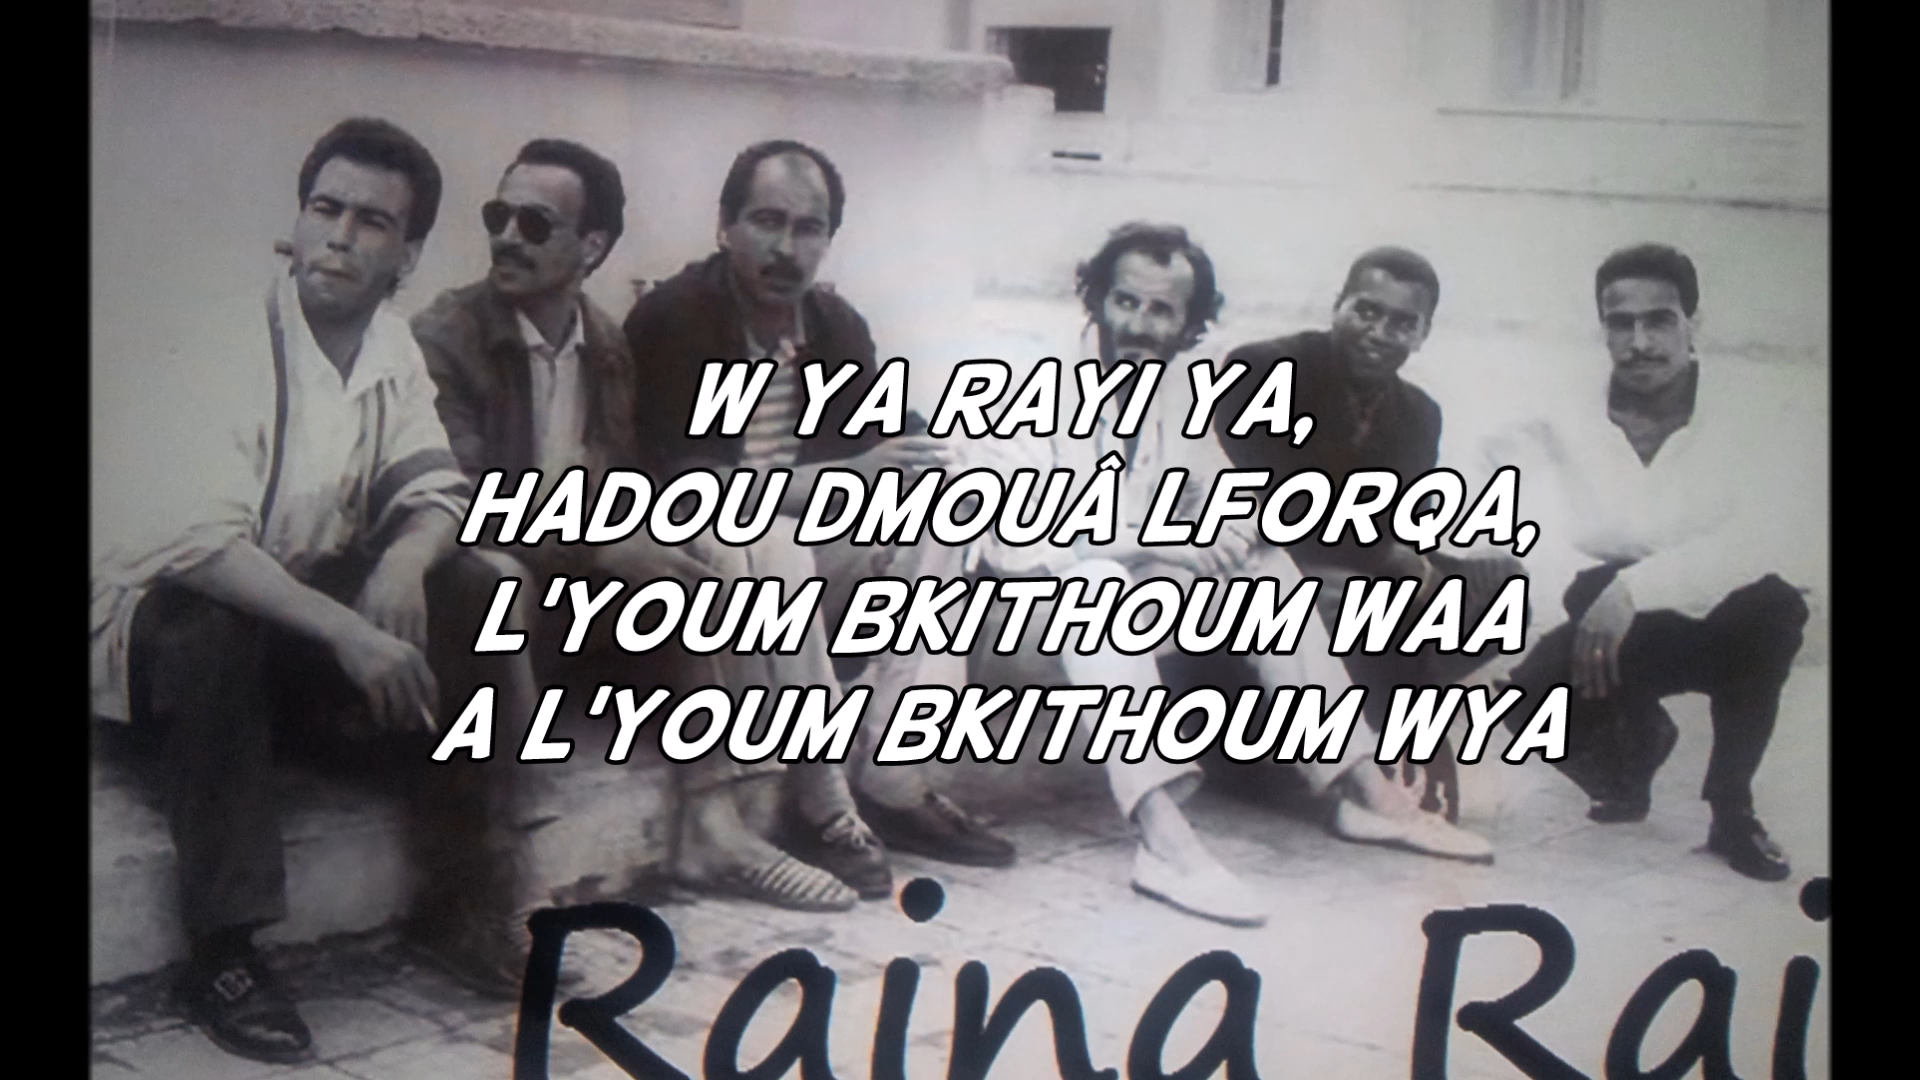 W YA RAYI YA,
HADOU DMOUÂ LFORQA,
L'YOUM BKITHOUM WAA
A L'YOUM BKITHOUM WYA
Raina Rai